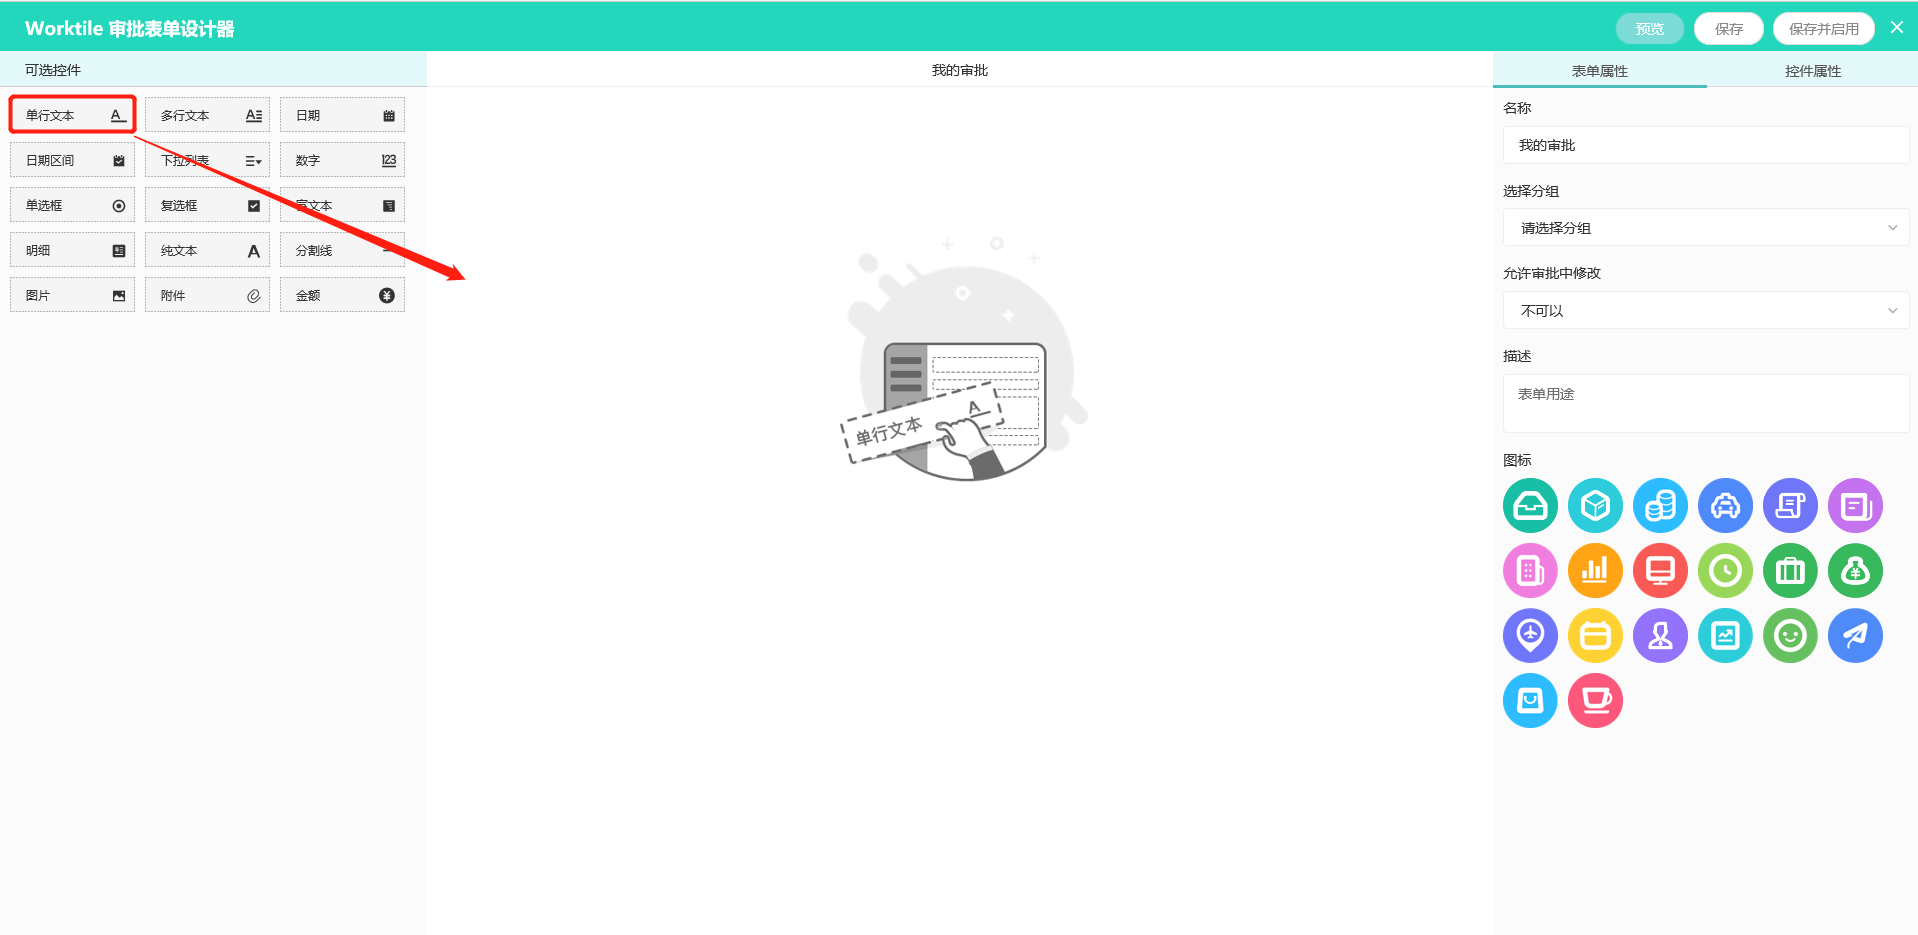 Worktile 审批表单设计器
预览
保存
保存并启用
可选控件
我的审批
表单属性
控件属性
单行文本
多行文本
日期
日期区间
下拉列表
数字
单选框
复选框
富文本
明细
纯文本
分割线
图片
附件
金额
单行文本
名称
我的审批
选择分组
请选择分组
允许审批中修改
不可以
描述
表单用途
图标